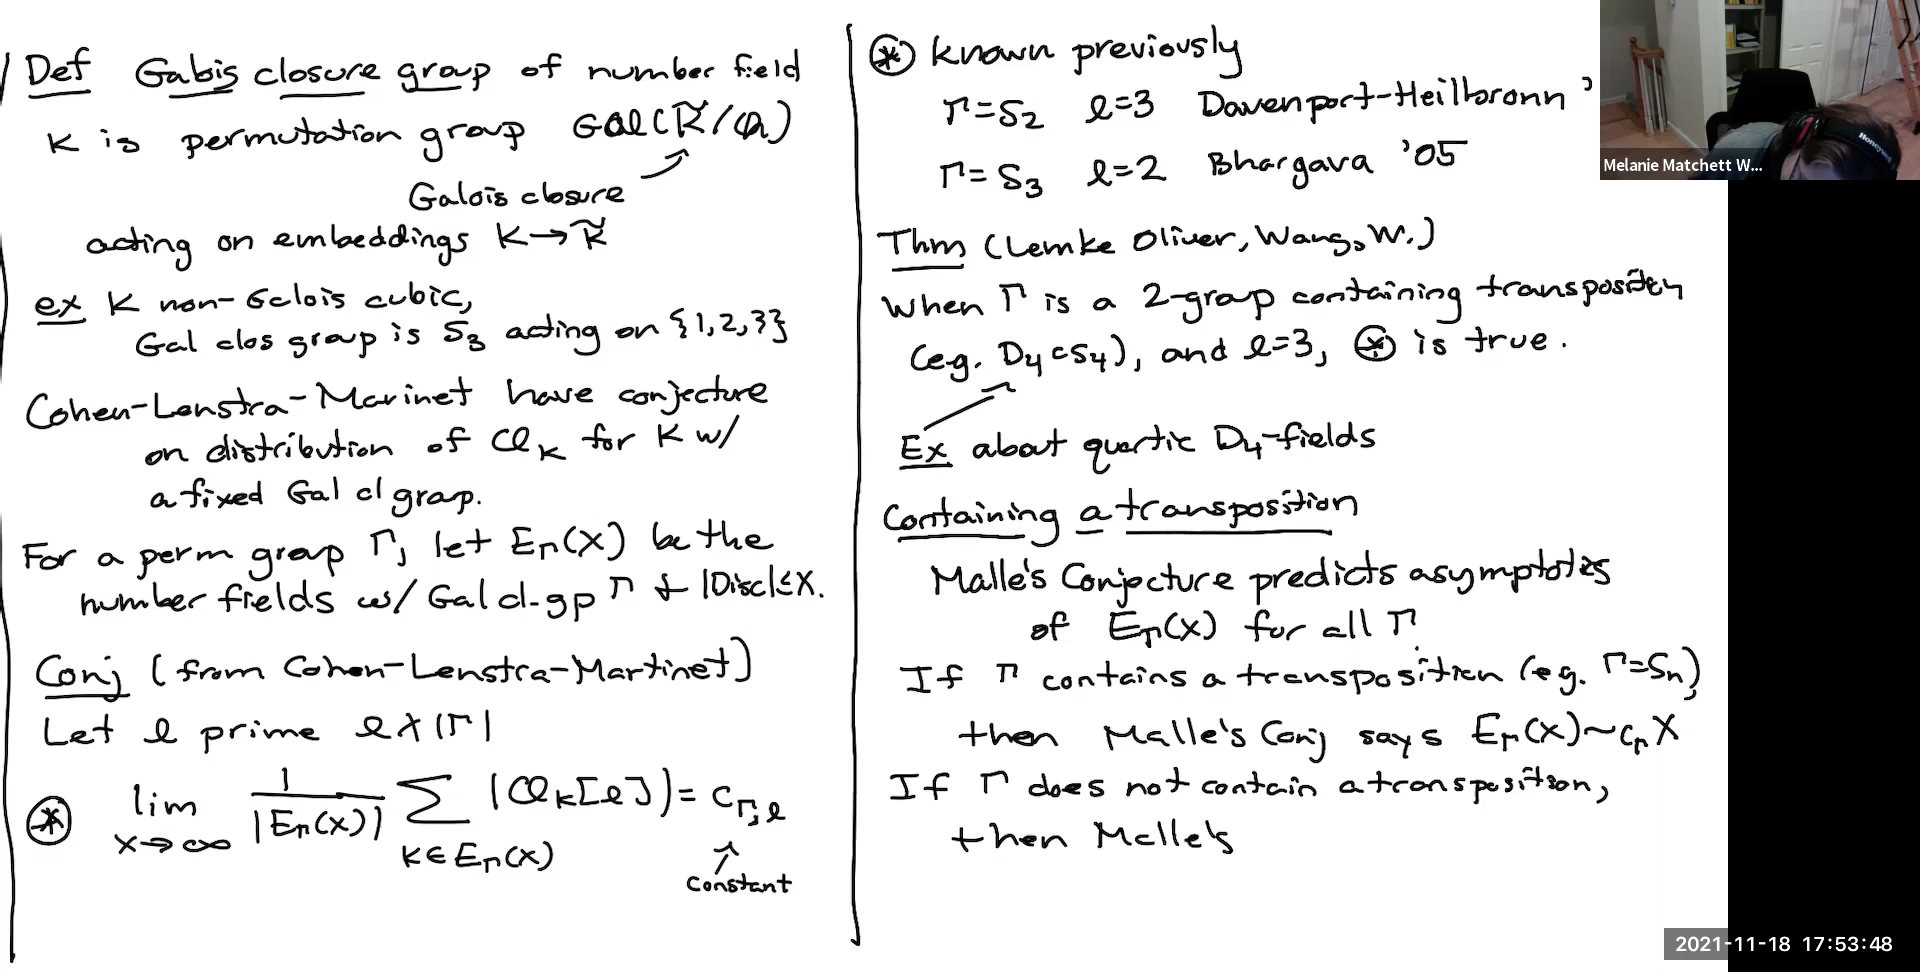 Def Galois closure group of number field
K is permutation group Gal(K̃/ℚ)
Galois closure
acting on embeddings K→K̃
ex K non-Galois cubic,
Gal clos group is S₃ acting on {1,2,3}
Cohen-Lenstra-Marinet have conjecture
on distribution of Cl_K for K w/
a fixed Gal cl group.
For a perm group Γ, let E_Γ(X) be the
number fields w/ Gal cl-gp Γ & |Disc|≤X.
Conj (from Cohen-Lenstra-Martinet)
Let ℓ prime ℓ∤|Γ|
⊛ lim_{X→∞} 1/|E_Γ(X)| ∑_{K∈E_Γ(X)} |Cl_K[ℓ]| = c_{Γ,ℓ}
constant
⊛ known previously
Γ=S₂ ℓ=3 Davenport-Heilbronn '
Γ=S₃ ℓ=2 Bhargava '05
Thm (Lemke Oliver, Wang, W.)
When Γ is a 2-group containing transposition
(e.g. D₄⊂S₄), and ℓ=3, ⊛ is true.
Ex about quartic D₄-fields
Containing a transposition
Malle's Conjecture predicts asymptotics
of E_Γ(X) for all Γ
If Γ contains a transposition (eg. Γ=Sₙ),
then Malle's Conj says E_Γ(X)~c_Γ X
If Γ does not contain a transposition,
then Malle's
Melanie Matchett W...
Honeywell
2021-11-18 17:53:48